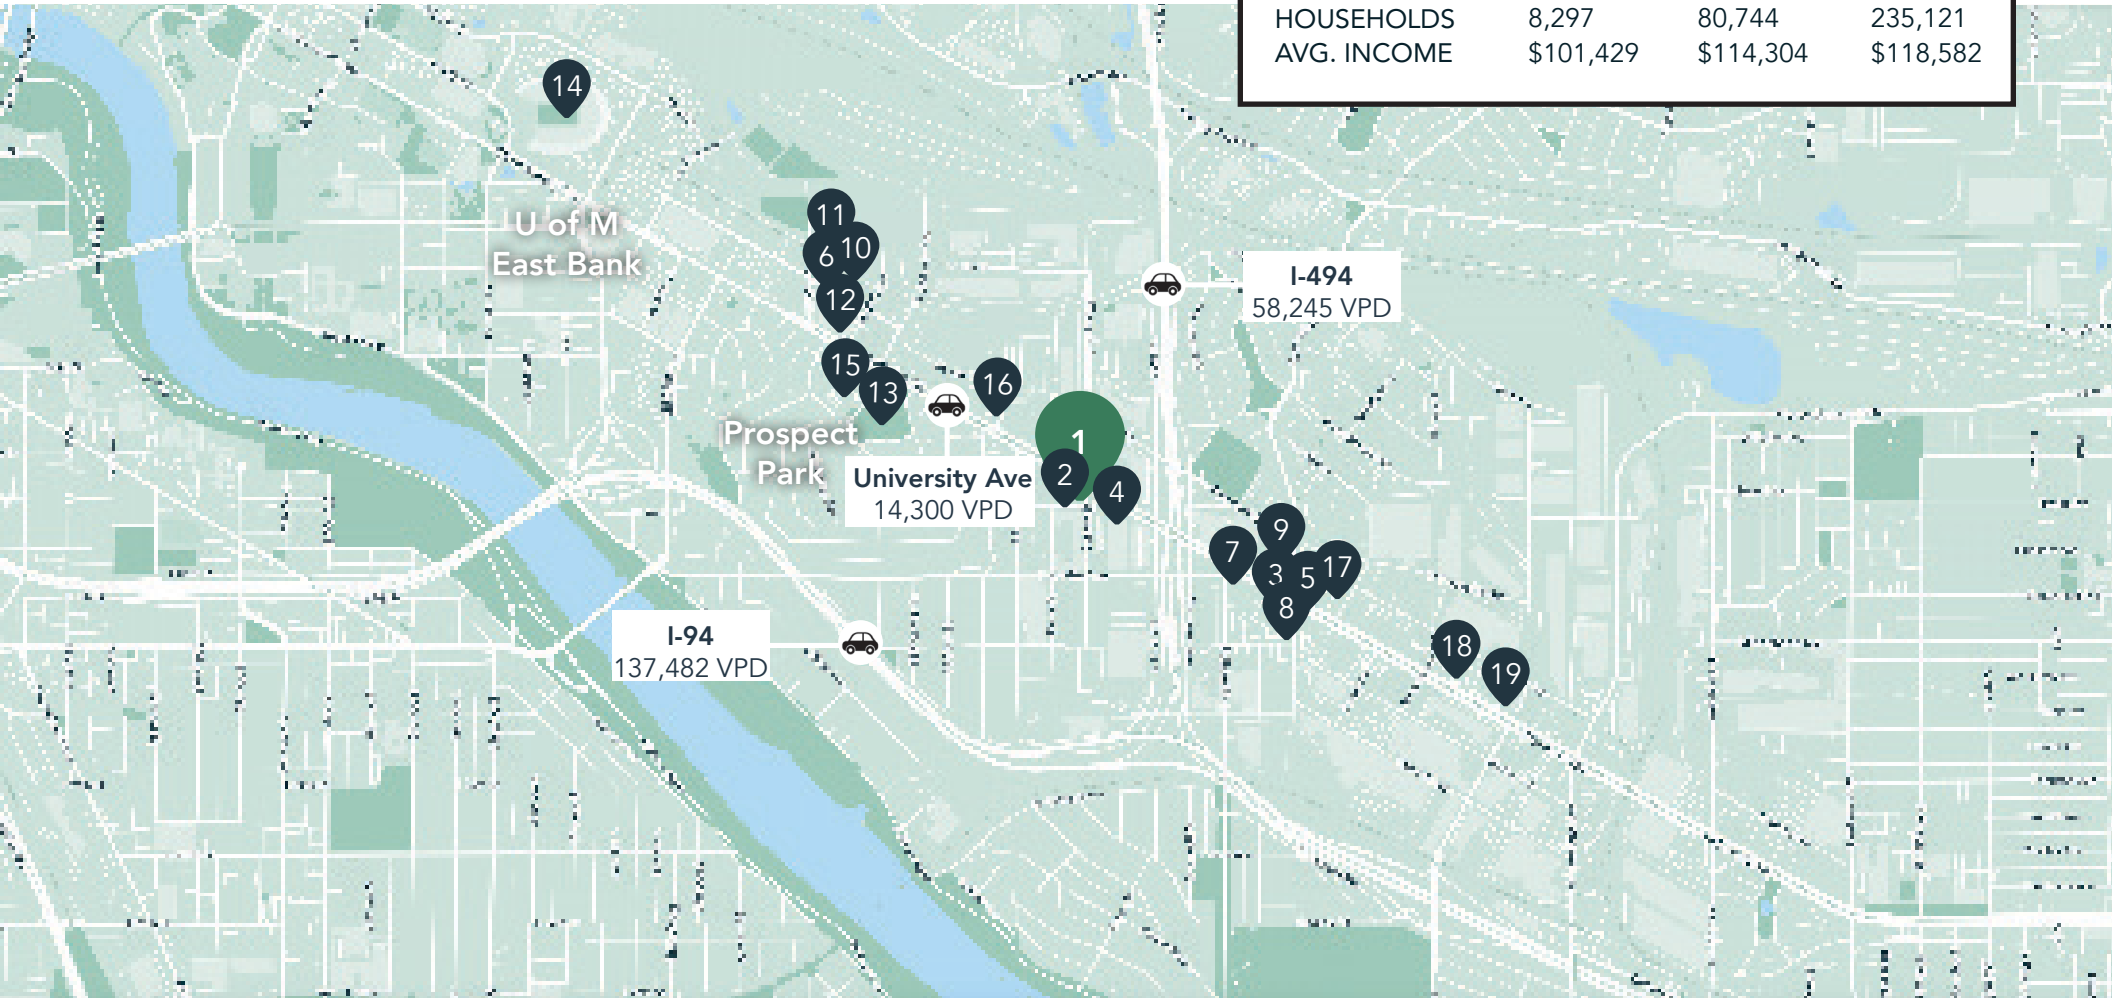 HOUSEHOLDS 8,297 80,744 235,121
AVG. INCOME $101,429 $114,304 $118,582
14
11
U of M
East Bank
6 10
I-494
58,245 VPD
12
15
13
16
Prospect
Park
1
University Ave
14,300 VPD
2
4
9
7
3 5 17
8
I-94
137,482 VPD
18
19